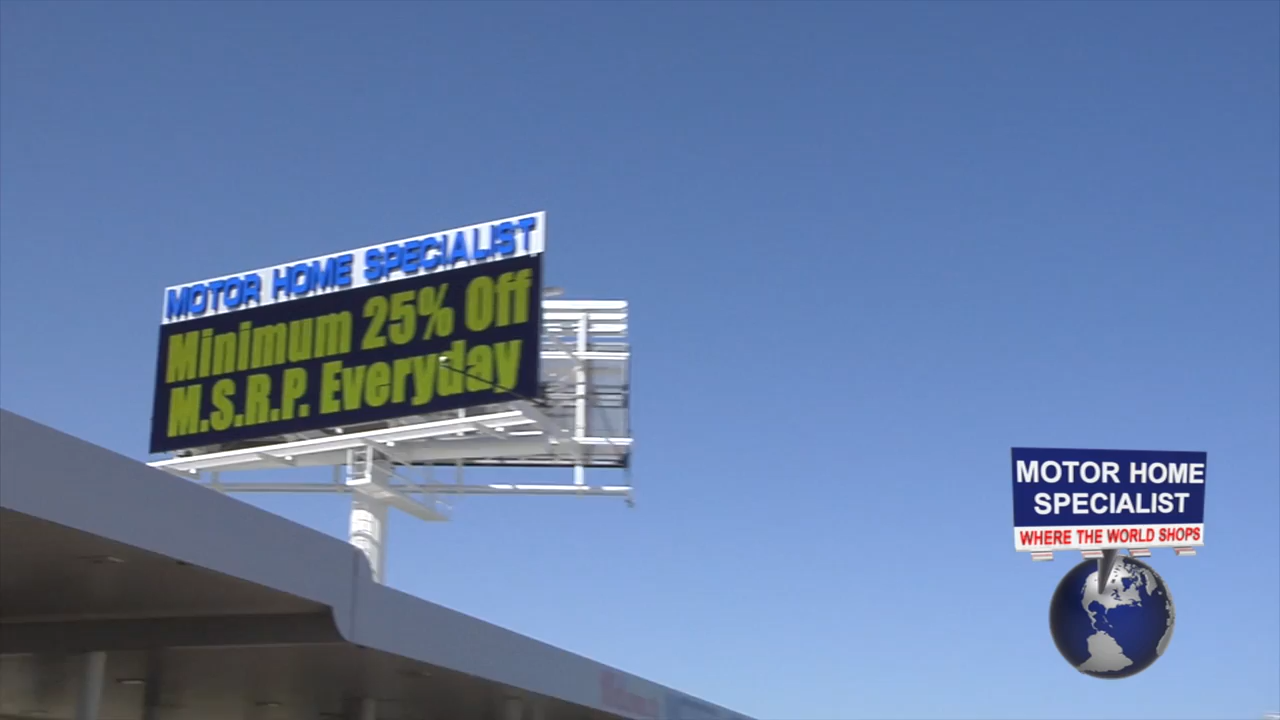 MOTOR HOME SPECIALIST
Minimum 25% Off
M.S.R.P. Everyday
MOTOR HOME
SPECIALIST
WHERE THE WORLD SHOPS